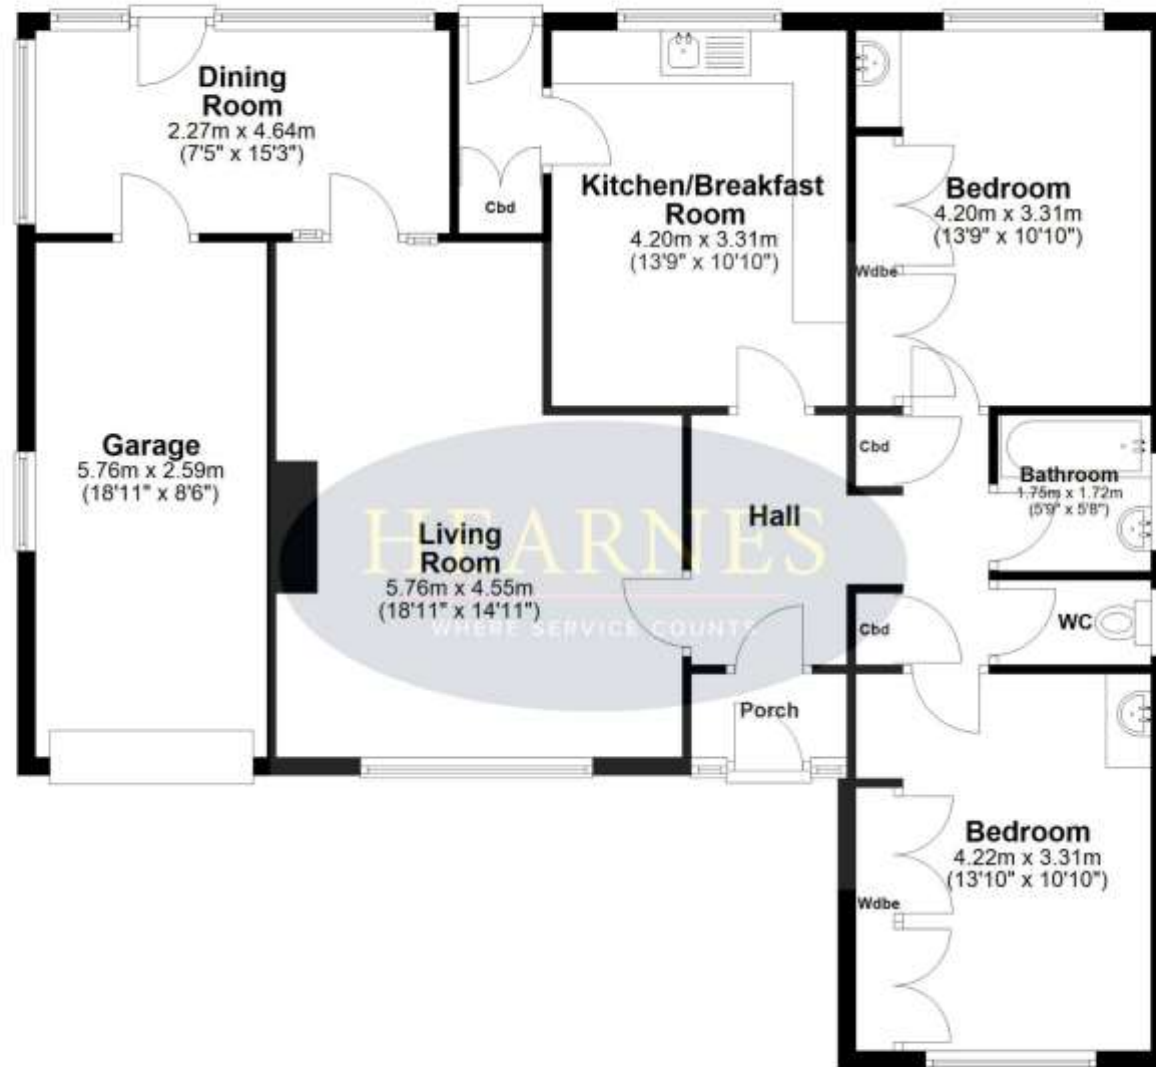 Dining
Room
2.27m x 4.64m
(7'5" x 15'3")
Cbd
Kitchen/Breakfast
Room
4.20m x 3.31m
(13'9" x 10'10")
Bedroom
4.20m x 3.31m
(13'9" x 10'10")
Wdbe
Garage
5.76m x 2.59m
(18'11" x 8'6")
Living
Room
5.76m x 4.55m
(18'11" x 14'11")
HEARNES
WHERE SERVICE COUNTS
Hall
Cbd
Bathroom
1.75m x 1.72m
(5'9" x 5'8")
Cbd
WC
Porch
Bedroom
4.22m x 3.31m
(13'10" x 10'10")
Wdbe